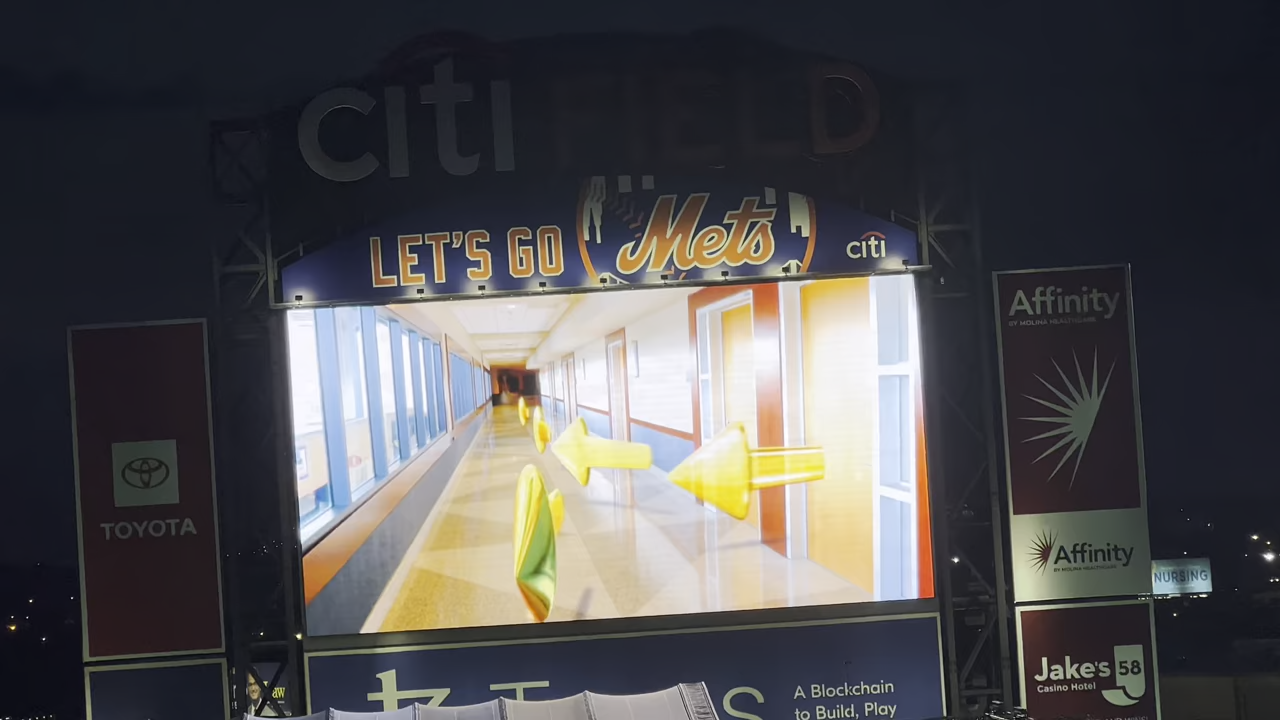 citi FIELD
LET'S GO Mets
citi
TOYOTA
Affinity
BY MOLINA HEALTHCARE
Affinity
BY MOLINA HEALTHCARE
NURSING
Jake's 58
Casino Hotel
A Blockchain
to Build, Play